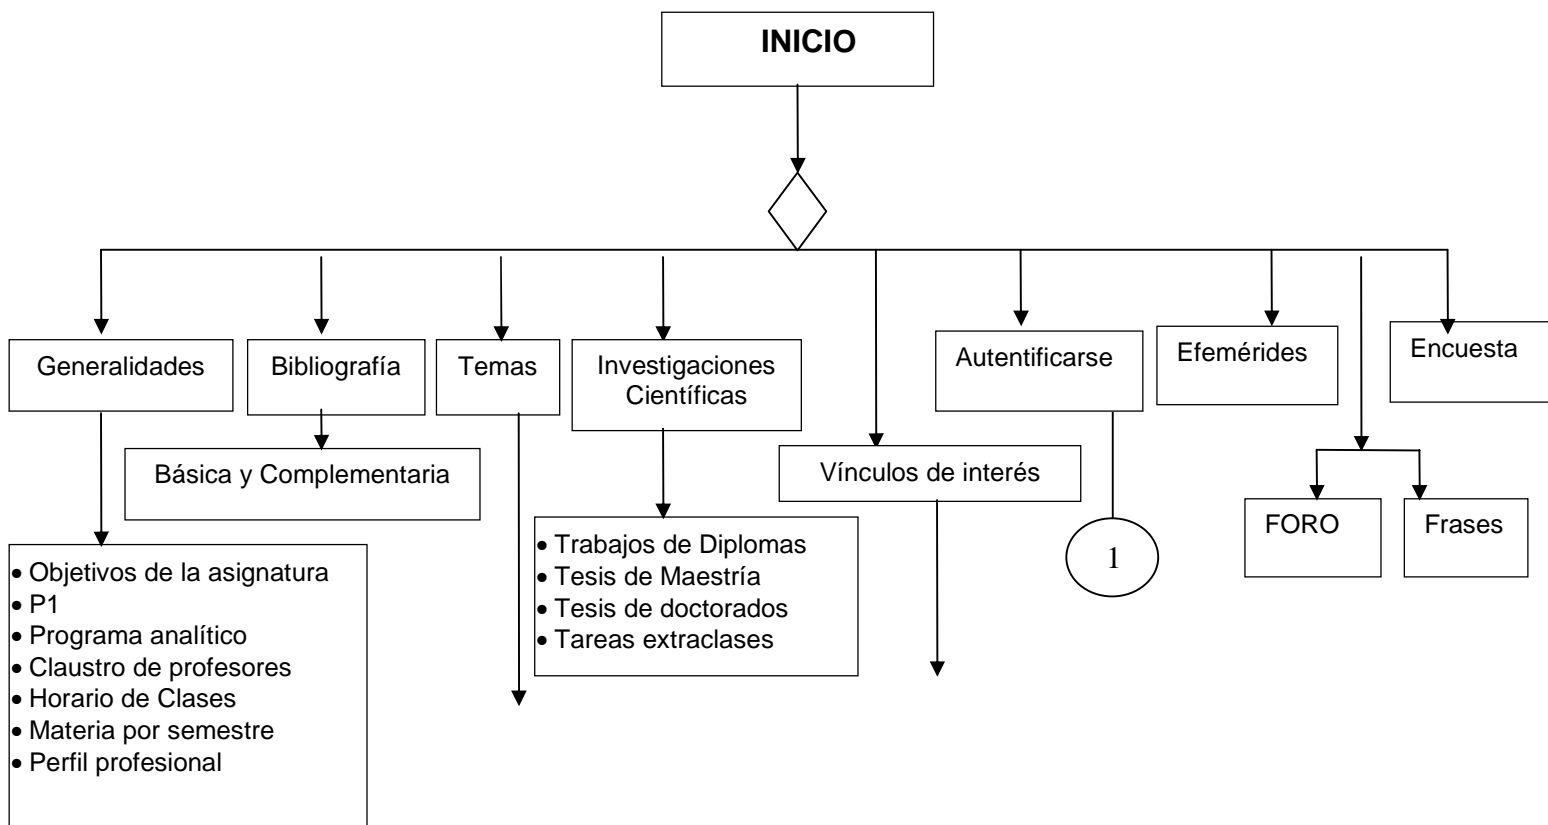 INICIO
Generalidades
Bibliografía
Temas
Investigaciones
Científicas
Autentificarse
Efemérides
Encuesta
Básica y Complementaria
Vínculos de interés
FORO
Frases
1
• Objetivos de la asignatura
• P1
• Programa analítico
• Claustro de profesores
• Horario de Clases
• Materia por semestre
• Perfil profesional
• Trabajos de Diplomas
• Tesis de Maestría
• Tesis de doctorados
• Tareas extraclases